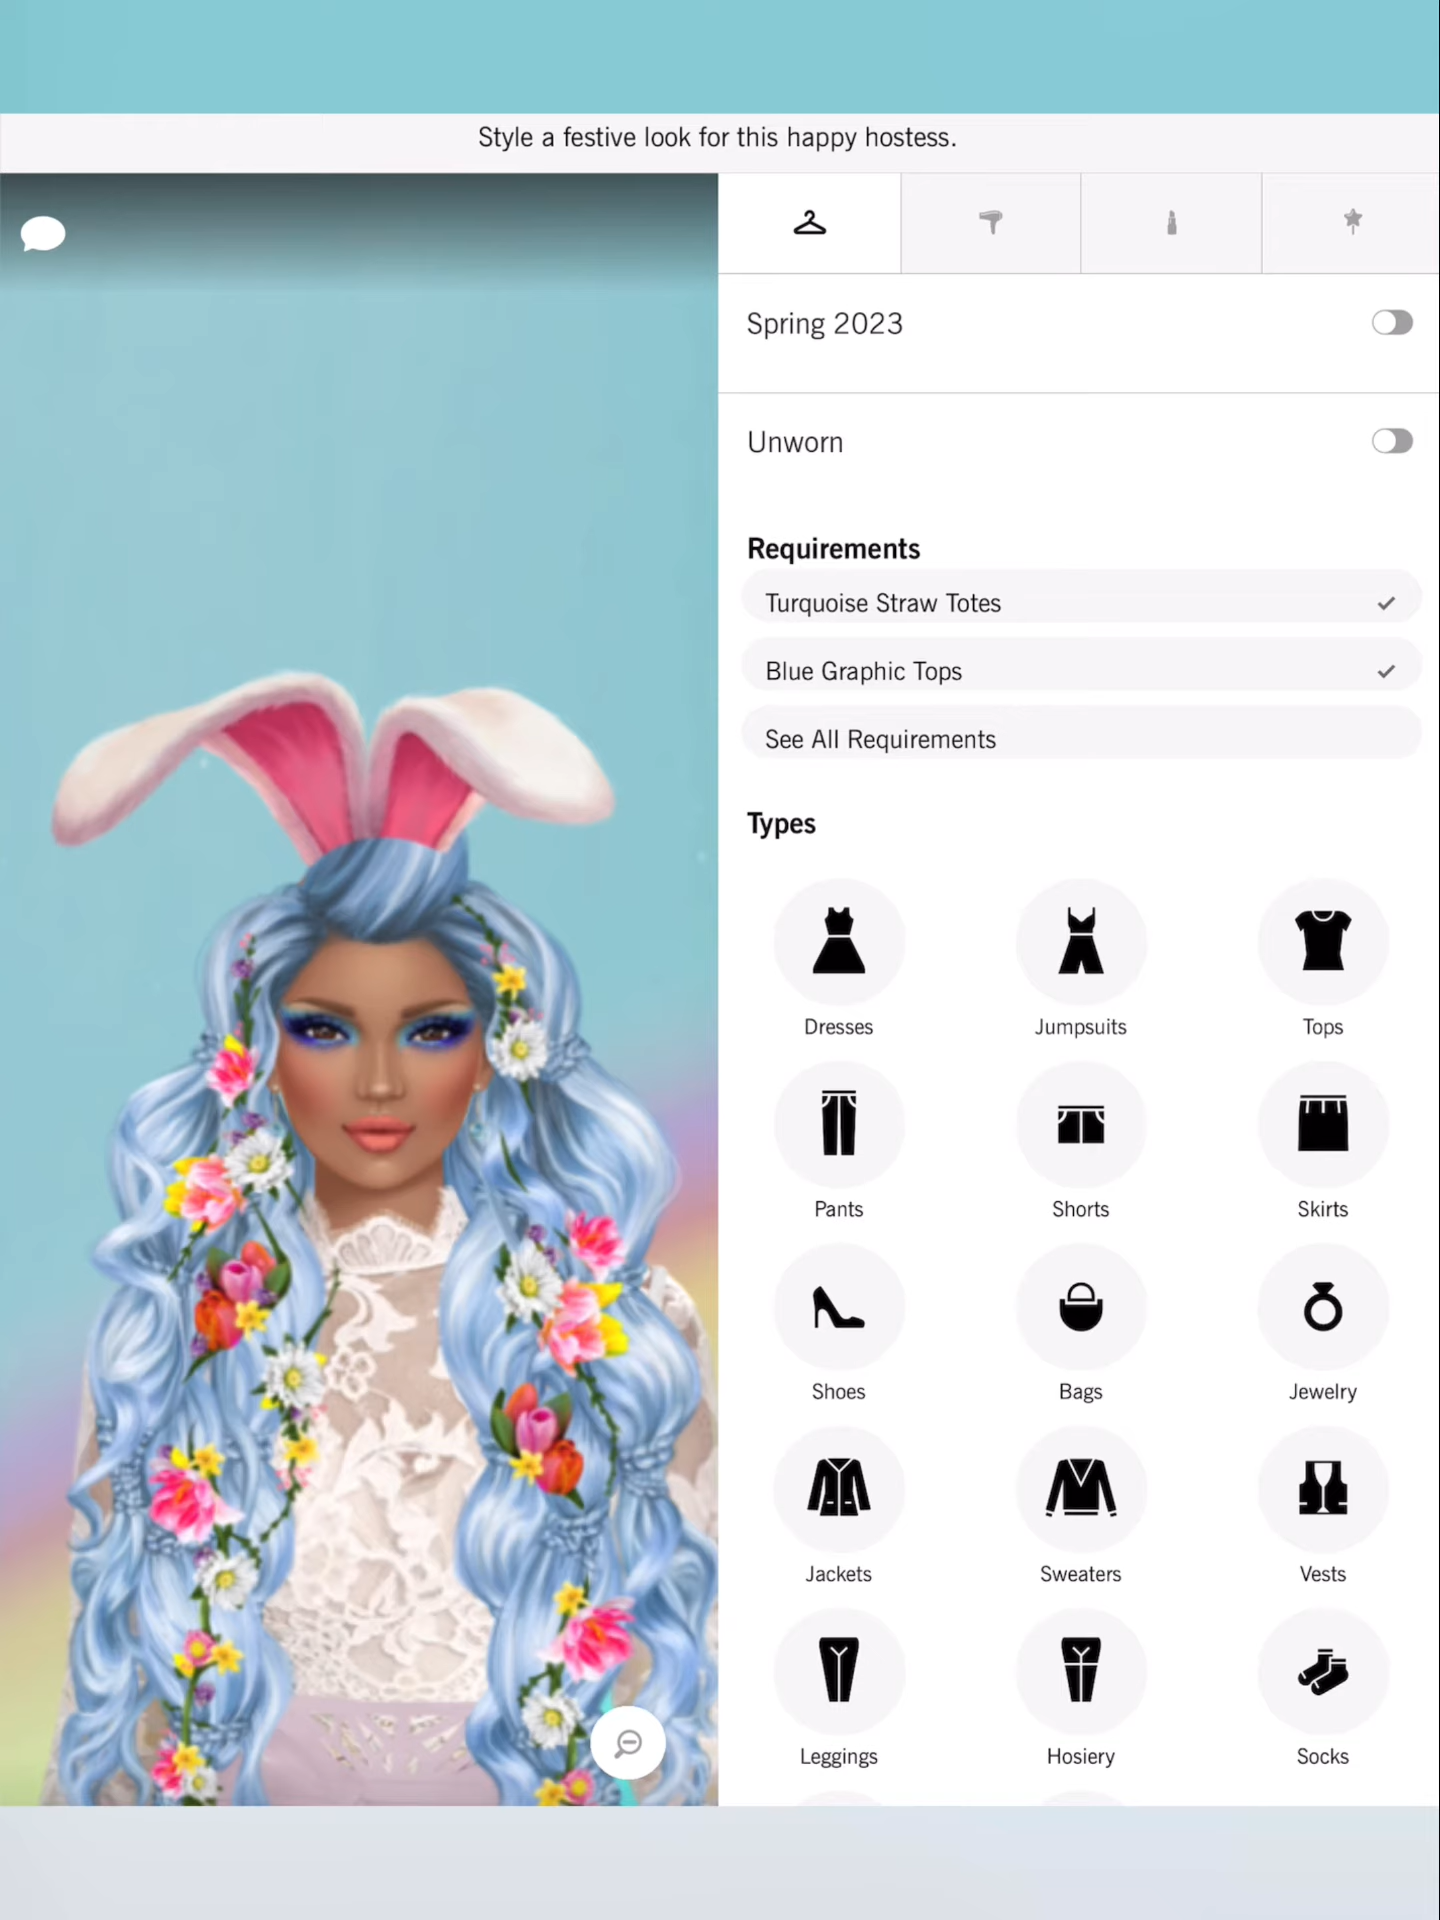 Style a festive look for this happy hostess.
Spring 2023
Unworn
Requirements
Turquoise Straw Totes
Blue Graphic Tops
See All Requirements
Types
Dresses
Jumpsuits
Tops
Pants
Shorts
Skirts
Shoes
Bags
Jewelry
Jackets
Sweaters
Vests
Leggings
Hosiery
Socks